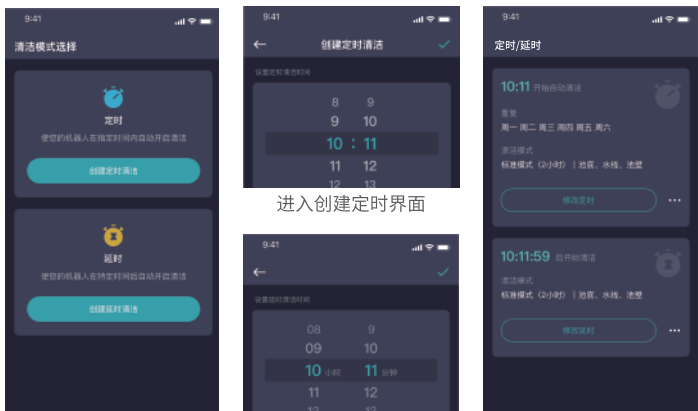 9:41
清洁模式选择
定时
使您的机器人在指定时间内自动开启清洁
创建定时清洁
延时
使您的机器人在特定时间后自动开启清洁
创建延时清洁
9:41
创建定时清洁
设置定时清洁时间
8 9
9 10
10 : 11
11 12
12 13
进入创建定时界面
9:41
设置延时清洁时间
08 9
09 10
10 小时 11 分钟
11 12
12 13
9:41
定时/延时
10:11 开始自动清洁
重复
周一 周二 周三 周四 周五 周六
清洁模式
标准模式（2小时）｜池底、水线、池壁
修改定时
10:11:59 后开始清洁
清洁模式
标准模式（2小时）｜池底、水线、池壁
修改延时